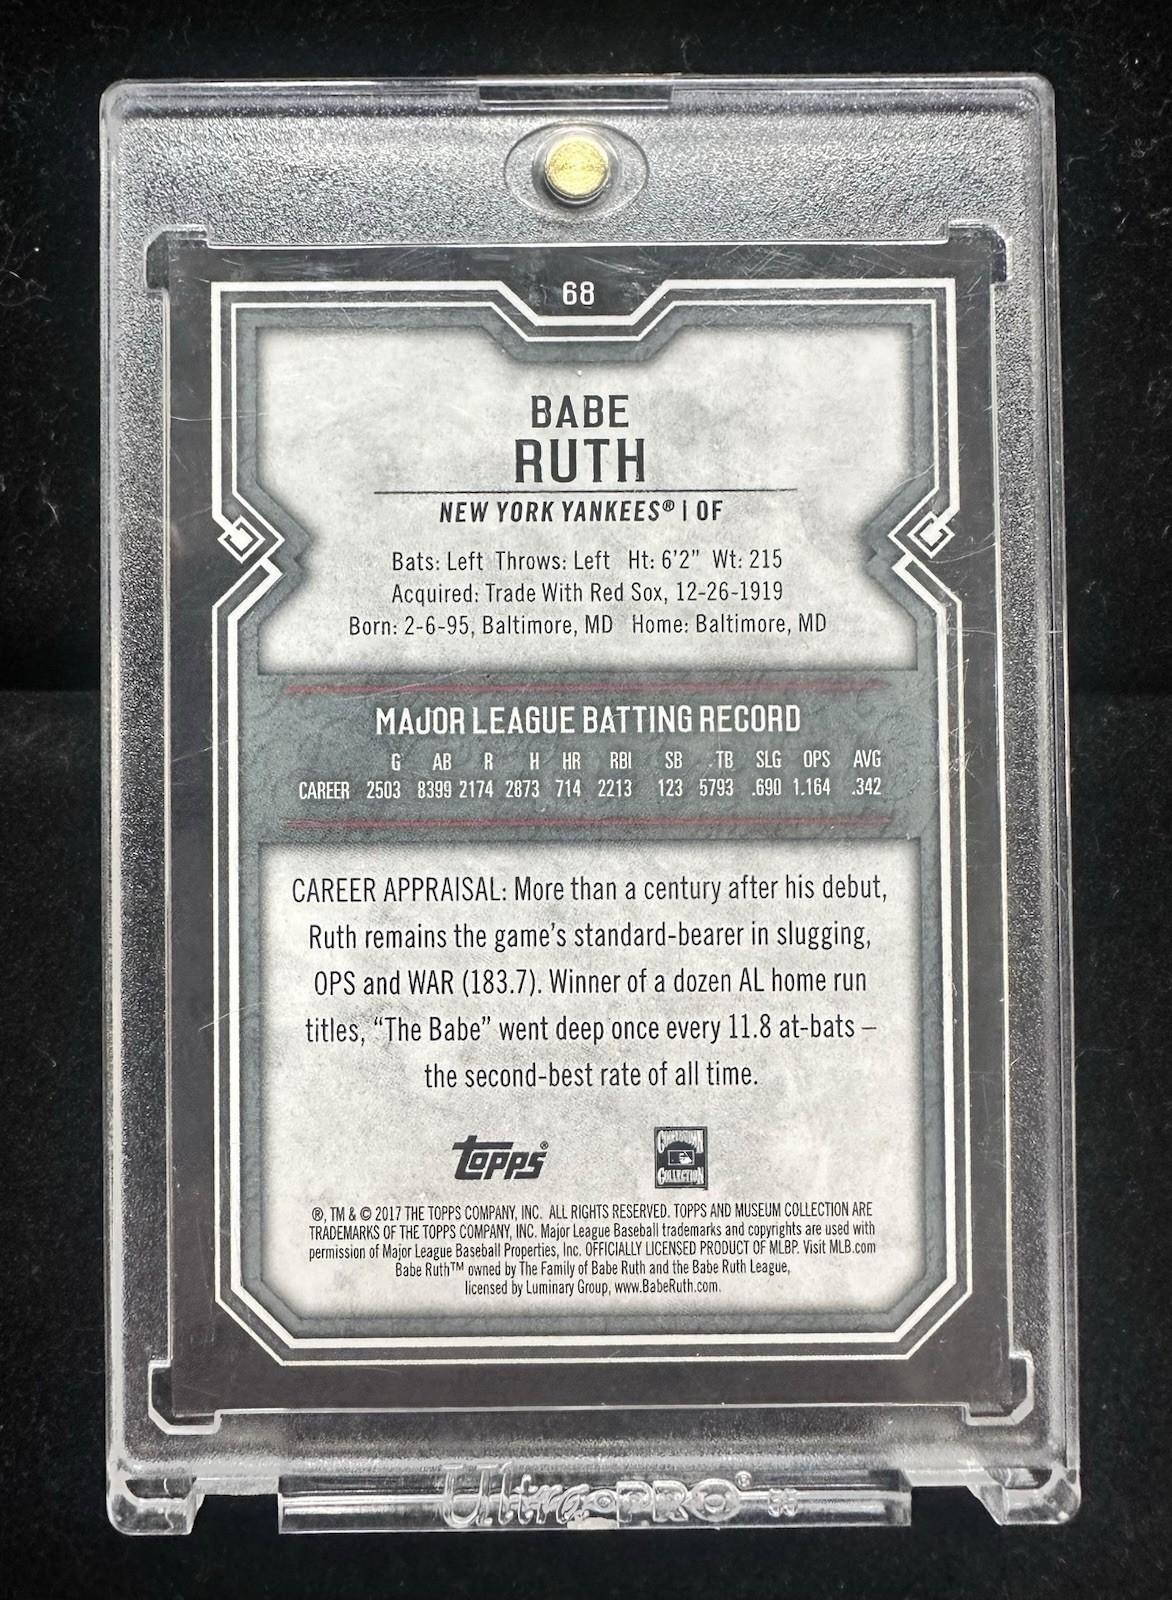 68
BABE
RUTH
NEW YORK YANKEES® | OF
Bats: Left Throws: Left Ht: 6'2" Wt: 215
Acquired: Trade With Red Sox, 12-26-1919
Born: 2-6-95, Baltimore, MD Home: Baltimore, MD
MAJOR LEAGUE BATTING RECORD
G AB R H HR RBI SB TB SLG OPS AVG
CAREER 2503 8399 2174 2873 714 2213 123 5793 .690 1.164 .342
CAREER APPRAISAL: More than a century after his debut,
Ruth remains the game's standard-bearer in slugging,
OPS and WAR (183.7). Winner of a dozen AL home run
titles, “The Babe” went deep once every 11.8 at-bats –
the second-best rate of all time.
topps®
COOPERSTOWN
COLLECTION
®, TM & © 2017 THE TOPPS COMPANY, INC. ALL RIGHTS RESERVED. TOPPS AND MUSEUM COLLECTION ARE
TRADEMARKS OF THE TOPPS COMPANY, INC. Major League Baseball trademarks and copyrights are used with
permission of Major League Baseball Properties, Inc. OFFICIALLY LICENSED PRODUCT OF MLBP. Visit MLB.com
Babe Ruth™ owned by The Family of Babe Ruth and the Babe Ruth League,
licensed by Luminary Group, www.BabeRuth.com.
Ultra•PRO®